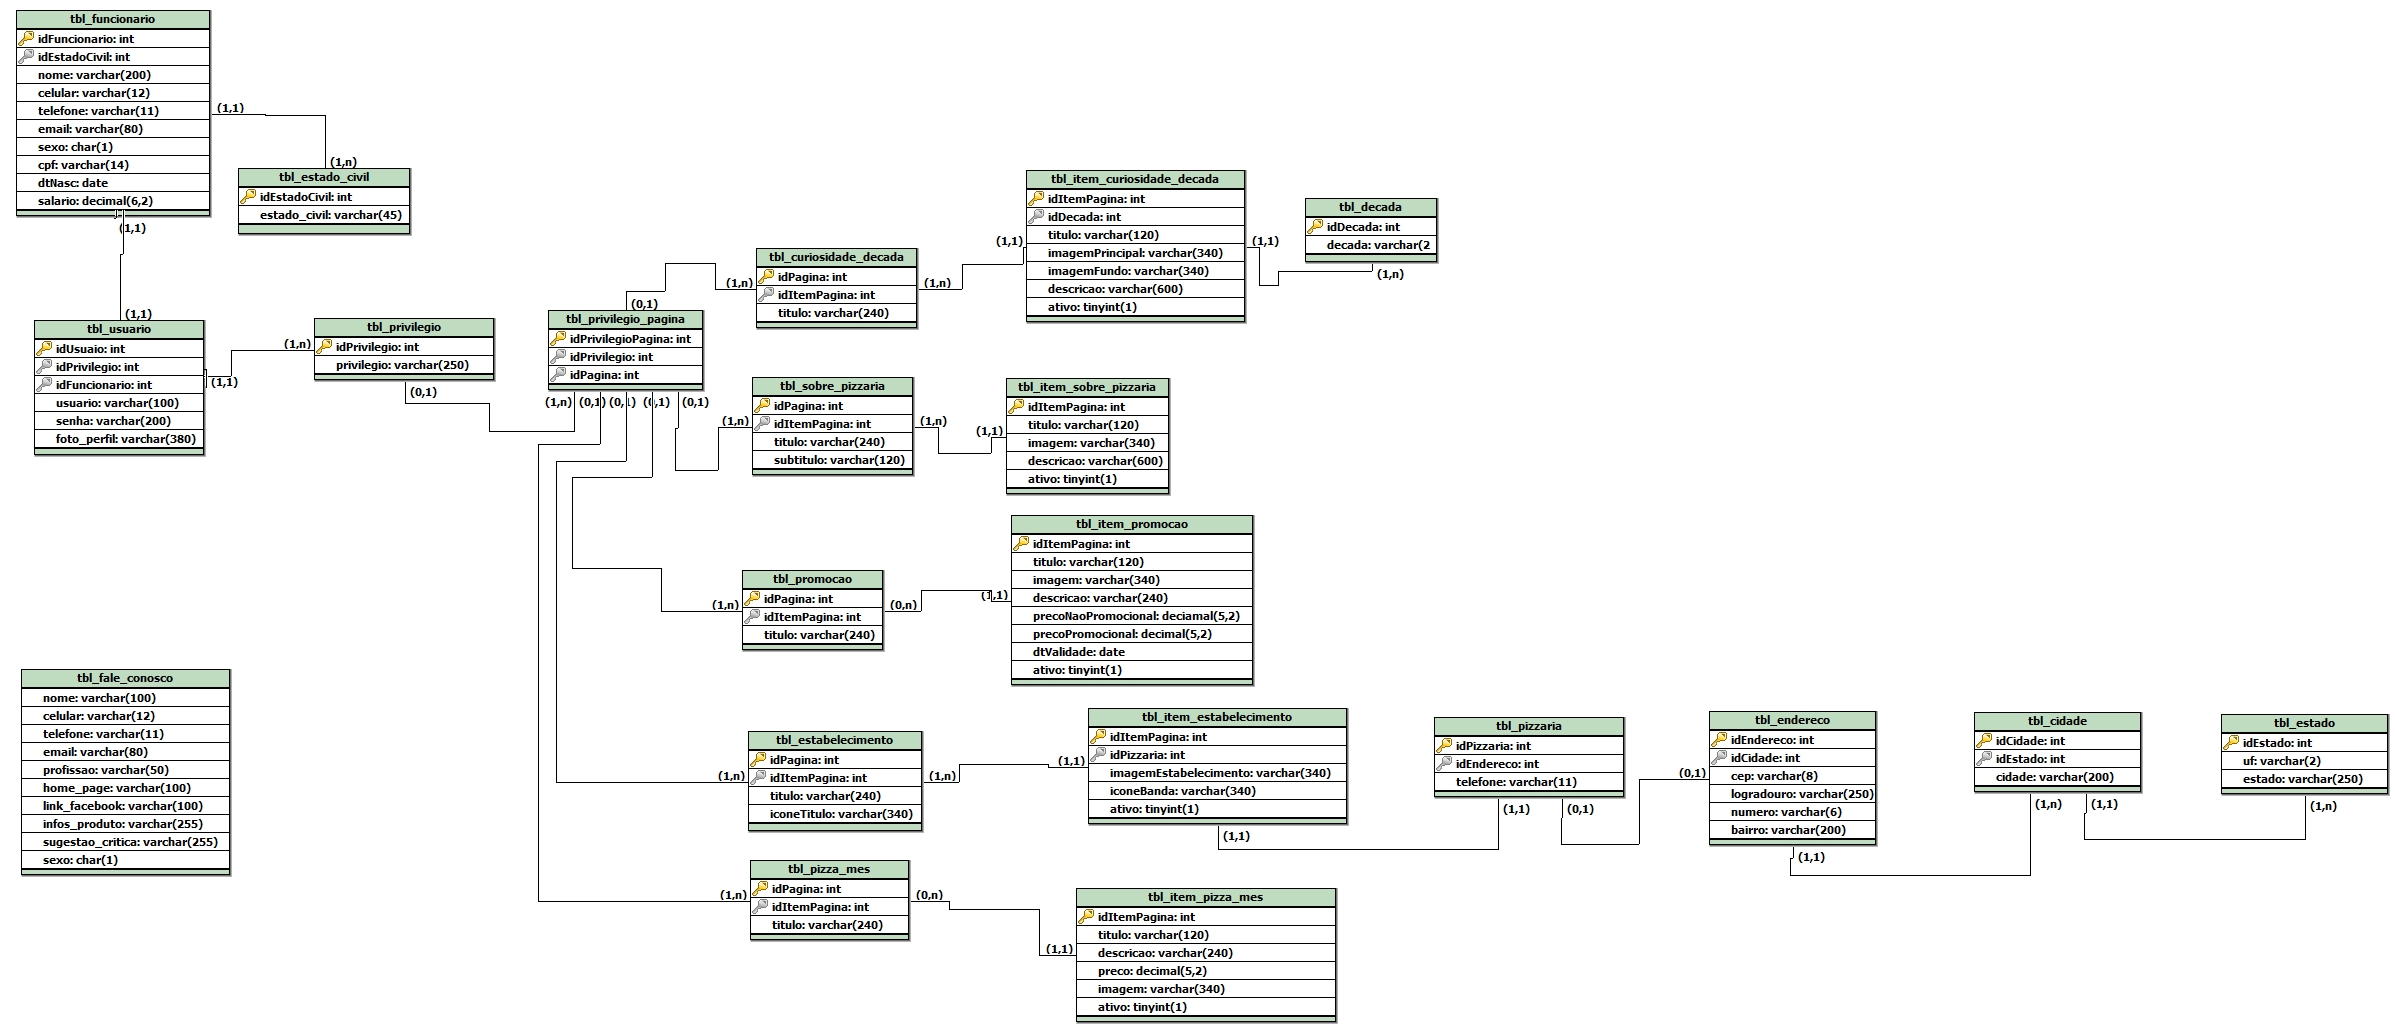 tbl_funcionario
idFuncionario: int
idEstadoCivil: int
nome: varchar(200)
celular: varchar(12)
telefone: varchar(11)
email: varchar(80)
sexo: char(1)
cpf: varchar(14)
dtNasc: date
salario: decimal(6,2)
(1,1)
(1,n)
(1,1)
tbl_estado_civil
idEstadoCivil: int
estado_civil: varchar(45)
(1,1)
tbl_usuario
idUsuaio: int
idPrivilegio: int
idFuncionario: int
usuario: varchar(100)
senha: varchar(200)
foto_perfil: varchar(380)
(1,1)
(1,n)
tbl_privilegio
idPrivilegio: int
privilegio: varchar(250)
(0,1)
(0,1)
tbl_privilegio_pagina
idPrivilegioPagina: int
idPrivilegio: int
idPagina: int
(1,n) (0,1) (0,1) (0,1) (0,1)
(1,n)
tbl_curiosidade_decada
idPagina: int
idItemPagina: int
titulo: varchar(240)
(1,n)
(1,1)
tbl_item_curiosidade_decada
idItemPagina: int
idDecada: int
titulo: varchar(120)
imagemPrincipal: varchar(340)
imagemFundo: varchar(340)
descricao: varchar(600)
ativo: tinyint(1)
(1,1)
tbl_decada
idDecada: int
decada: varchar(2
(1,n)
(1,n)
tbl_sobre_pizzaria
idPagina: int
idItemPagina: int
titulo: varchar(240)
subtitulo: varchar(120)
(1,n)
(1,1)
tbl_item_sobre_pizzaria
idItemPagina: int
titulo: varchar(120)
imagem: varchar(340)
descricao: varchar(600)
ativo: tinyint(1)
(1,n)
tbl_promocao
idPagina: int
idItemPagina: int
titulo: varchar(240)
(0,n)
(1,1)
tbl_item_promocao
idItemPagina: int
titulo: varchar(120)
imagem: varchar(340)
descricao: varchar(240)
precoNaoPromocional: deciamal(5,2)
precoPromocional: decimal(5,2)
dtValidade: date
ativo: tinyint(1)
tbl_fale_conosco
nome: varchar(100)
celular: varchar(12)
telefone: varchar(11)
email: varchar(80)
profissao: varchar(50)
home_page: varchar(100)
link_facebook: varchar(100)
infos_produto: varchar(255)
sugestao_critica: varchar(255)
sexo: char(1)
(1,n)
tbl_estabelecimento
idPagina: int
idItemPagina: int
titulo: varchar(240)
iconeTitulo: varchar(340)
(1,n)
(1,1)
tbl_item_estabelecimento
idItemPagina: int
idPizzaria: int
imagemEstabelecimento: varchar(340)
iconeBanda: varchar(340)
ativo: tinyint(1)
(1,1)
tbl_pizzaria
idPizzaria: int
idEndereco: int
telefone: varchar(11)
(1,1)
(0,1)
(0,1)
tbl_endereco
idEndereco: int
idCidade: int
cep: varchar(8)
logradouro: varchar(250)
numero: varchar(6)
bairro: varchar(200)
(1,1)
tbl_cidade
idCidade: int
idEstado: int
cidade: varchar(200)
(1,n)
(1,1)
tbl_estado
idEstado: int
uf: varchar(2)
estado: varchar(250)
(1,n)
(1,n)
tbl_pizza_mes
idPagina: int
idItemPagina: int
titulo: varchar(240)
(0,n)
(1,1)
tbl_item_pizza_mes
idItemPagina: int
titulo: varchar(120)
descricao: varchar(240)
preco: decimal(5,2)
imagem: varchar(340)
ativo: tinyint(1)